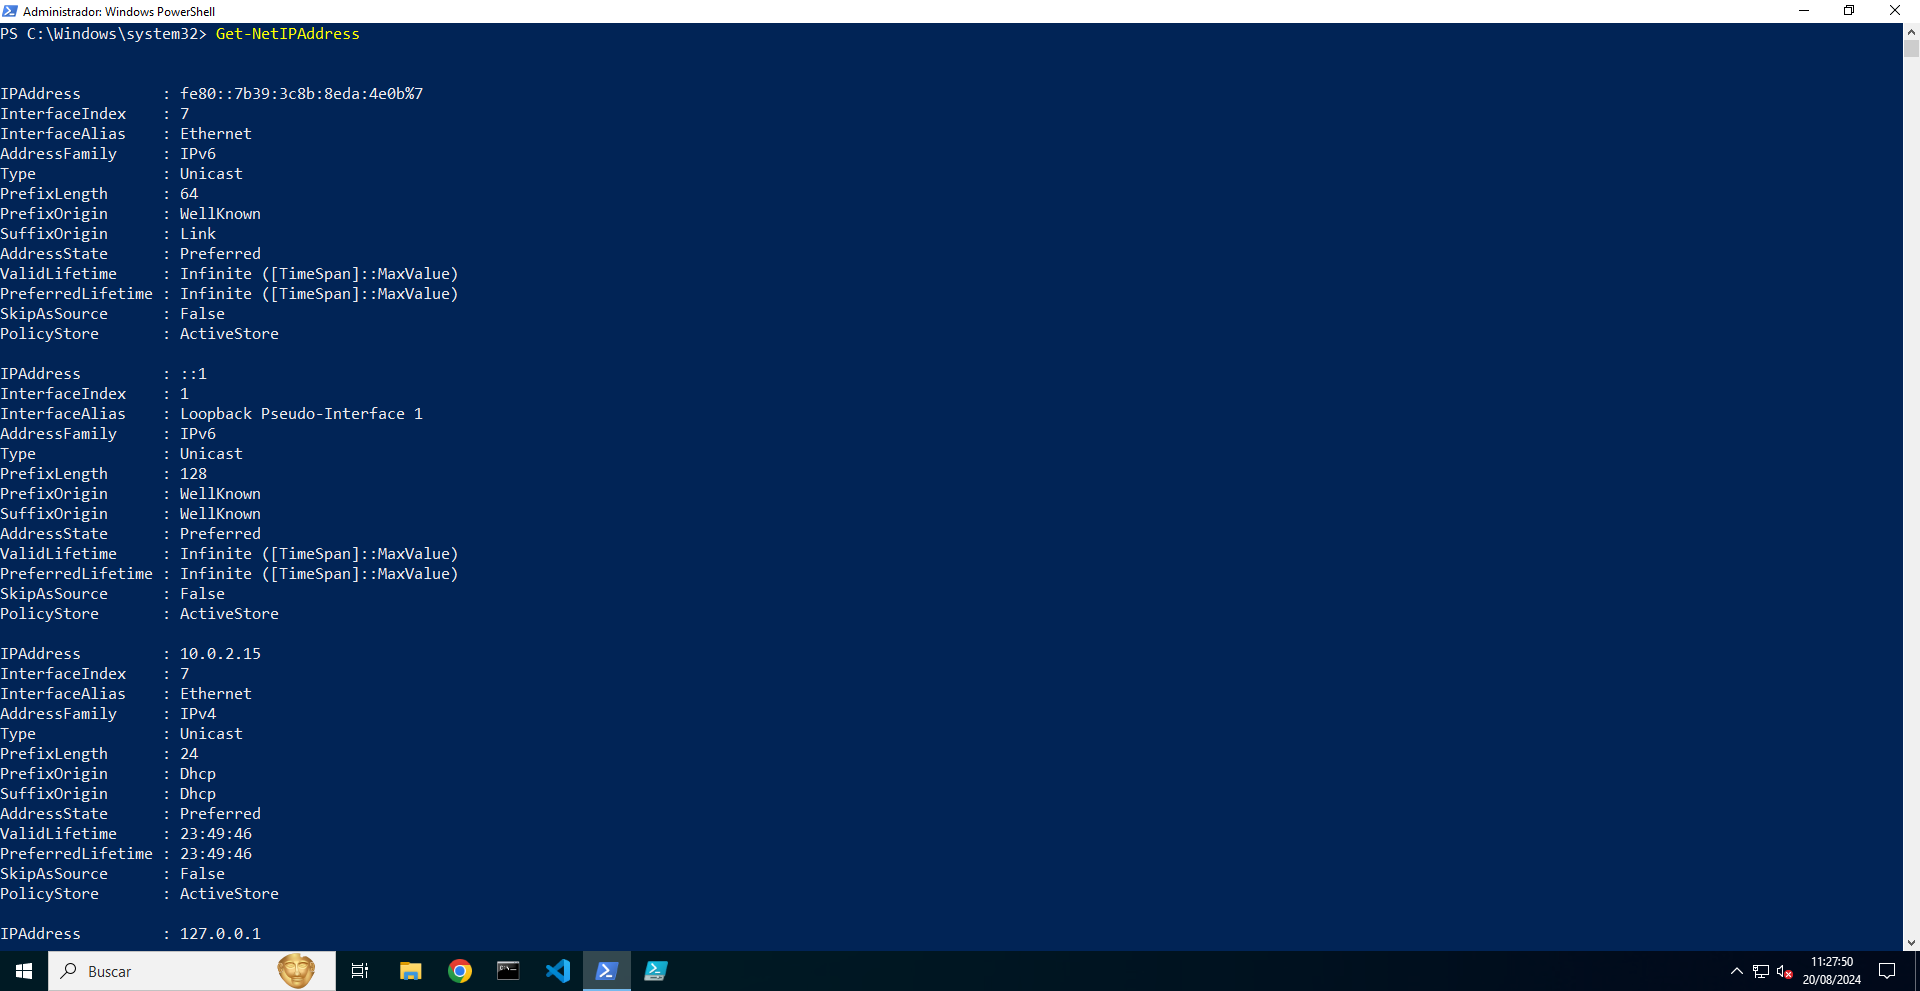 Administrador: Windows PowerShell
PS C:\Windows\system32> Get-NetIPAddress
IPAddress         : fe80::7b39:3c8b:8eda:4e0b%7
InterfaceIndex    : 7
InterfaceAlias    : Ethernet
AddressFamily     : IPv6
Type              : Unicast
PrefixLength      : 64
PrefixOrigin      : WellKnown
SuffixOrigin      : Link
AddressState      : Preferred
ValidLifetime     : Infinite ([TimeSpan]::MaxValue)
PreferredLifetime : Infinite ([TimeSpan]::MaxValue)
SkipAsSource      : False
PolicyStore       : ActiveStore
IPAddress         : ::1
InterfaceIndex    : 1
InterfaceAlias    : Loopback Pseudo-Interface 1
AddressFamily     : IPv6
Type              : Unicast
PrefixLength      : 128
PrefixOrigin      : WellKnown
SuffixOrigin      : WellKnown
AddressState      : Preferred
ValidLifetime     : Infinite ([TimeSpan]::MaxValue)
PreferredLifetime : Infinite ([TimeSpan]::MaxValue)
SkipAsSource      : False
PolicyStore       : ActiveStore
IPAddress         : 10.0.2.15
InterfaceIndex    : 7
InterfaceAlias    : Ethernet
AddressFamily     : IPv4
Type              : Unicast
PrefixLength      : 24
PrefixOrigin      : Dhcp
SuffixOrigin      : Dhcp
AddressState      : Preferred
ValidLifetime     : 23:49:46
PreferredLifetime : 23:49:46
SkipAsSource      : False
PolicyStore       : ActiveStore
IPAddress         : 127.0.0.1
Buscar
11:27:50
20/08/2024